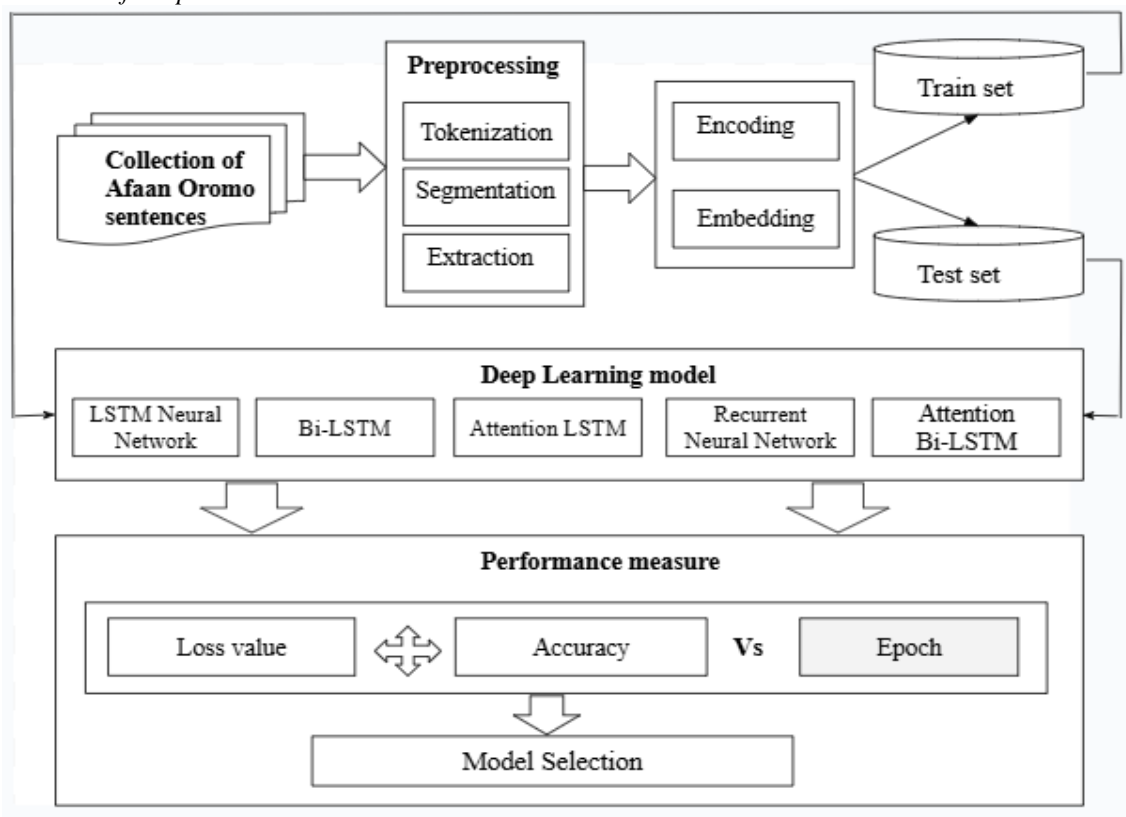 Preprocessing
Tokenization
Segmentation
Extraction
Collection of
Afaan Oromo
sentences
Encoding
Embedding
Train set
Test set
Deep Learning model
LSTM Neural
Network
Bi-LSTM
Attention LSTM
Recurrent
Neural Network
Attention
Bi-LSTM
Performance measure
Loss value
Accuracy
Vs
Epoch
Model Selection